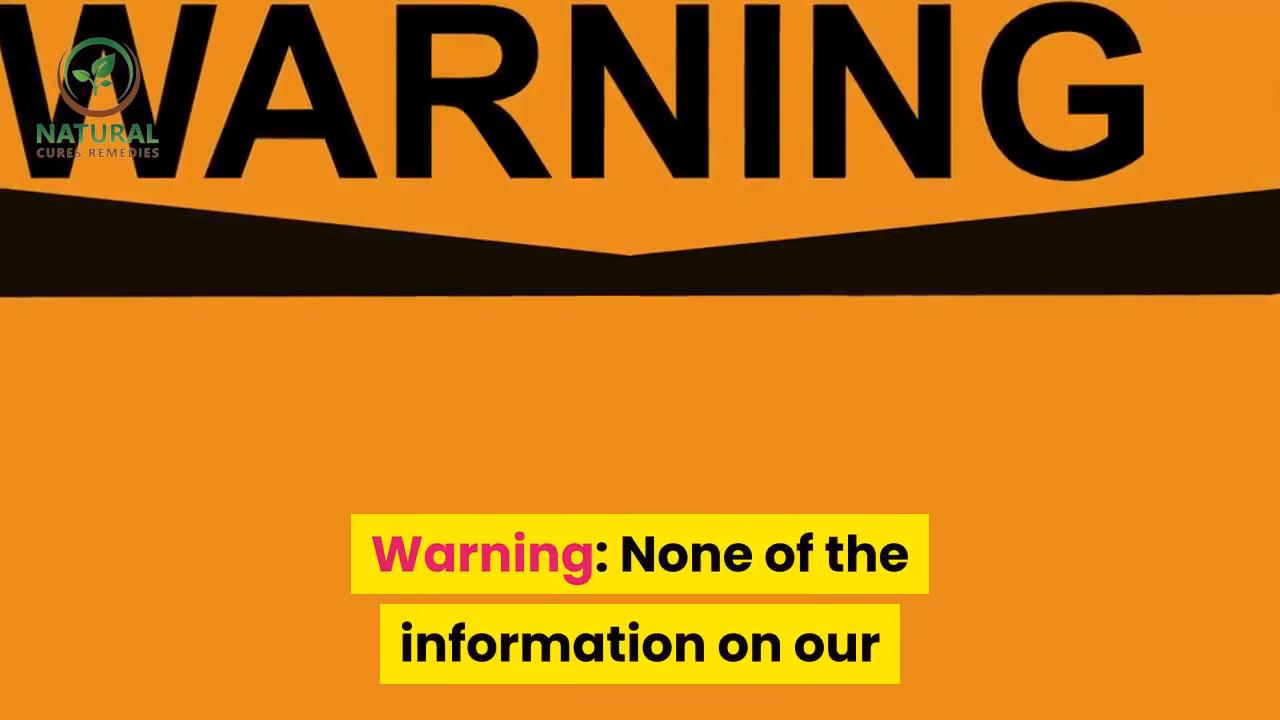 WARNING
NATURAL
CURES REMEDIES
Warning: None of the
information on our